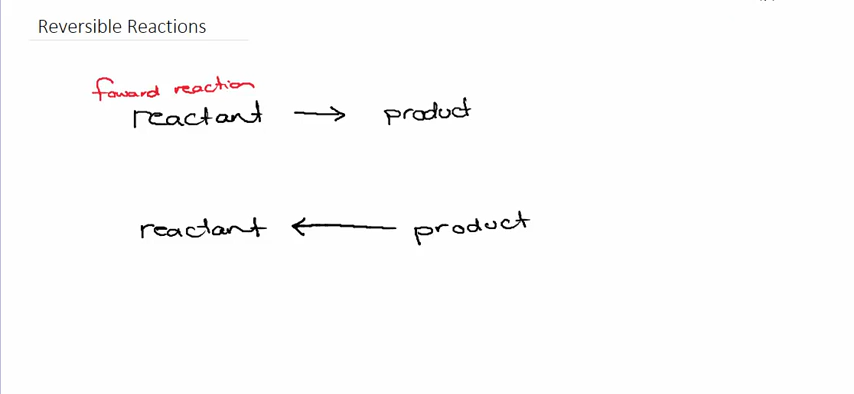 Reversible Reactions
foward reaction
reactant → product
reactant ← product